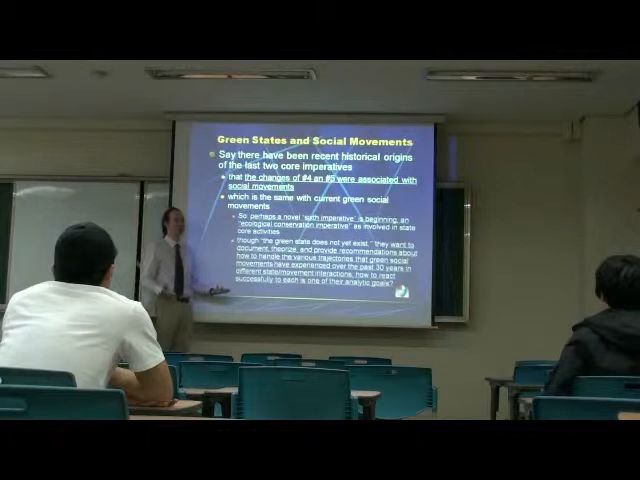 Green States and Social Movements
Say there have been recent historical origins
of the last two core imperatives
that the changes of #4 an #5 were associated with
social movements
which is the same with current green social
movements
So perhaps a novel "sixth imperative" is beginning, an
"ecological conservation imperative" as involved in state
core activities
though "the green state does not yet exist," they want to
document, theorize, and provide recommendations about
how to handle the various trajectories that green social
movements have experienced over the past 30 years in
different state/movement interactions, how to react
successfully to each is one of their analytic goals?